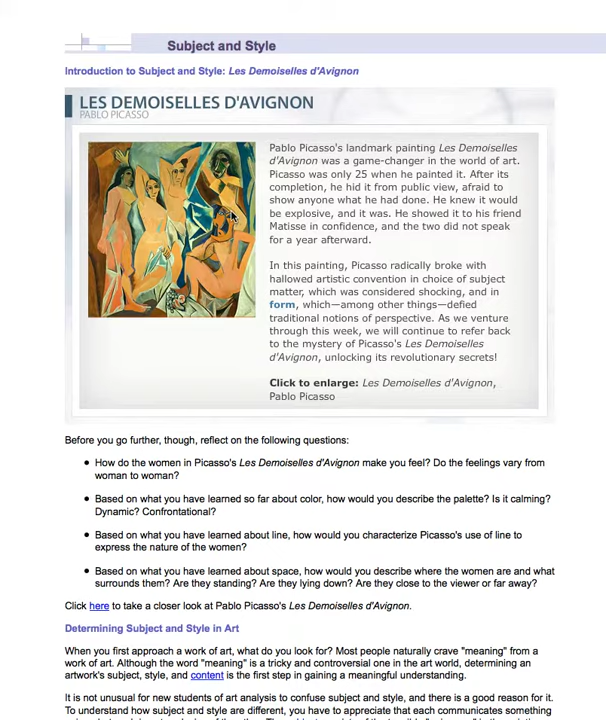 Subject and Style
Introduction to Subject and Style: Les Demoiselles d'Avignon
LES DEMOISELLES D'AVIGNON
PABLO PICASSO
Pablo Picasso's landmark painting Les Demoiselles
d'Avignon was a game-changer in the world of art.
Picasso was only 25 when he painted it. After its
completion, he hid it from public view, afraid to
show anyone what he had done. He knew it would
be explosive, and it was. He showed it to his friend
Matisse in confidence, and the two did not speak
for a year afterward.
In this painting, Picasso radically broke with
hallowed artistic convention in choice of subject
matter, which was considered shocking, and in
form, which—among other things—defied
traditional notions of perspective. As we venture
through this week, we will continue to refer back
to the mystery of Picasso's Les Demoiselles
d'Avignon, unlocking its revolutionary secrets!
Click to enlarge: Les Demoiselles d'Avignon,
Pablo Picasso
Before you go further, though, reflect on the following questions:
• How do the women in Picasso's Les Demoiselles d'Avignon make you feel? Do the feelings vary from
woman to woman?
• Based on what you have learned so far about color, how would you describe the palette? Is it calming?
Dynamic? Confrontational?
• Based on what you have learned about line, how would you characterize Picasso's use of line to
express the nature of the women?
• Based on what you have learned about space, how would you describe where the women are and what
surrounds them? Are they standing? Are they lying down? Are they close to the viewer or far away?
Click here to take a closer look at Pablo Picasso's Les Demoiselles d'Avignon.
Determining Subject and Style in Art
When you first approach a work of art, what do you look for? Most people naturally crave "meaning" from a
work of art. Although the word "meaning" is a tricky and controversial one in the art world, determining an
artwork's subject, style, and content is the first step in gaining a meaningful understanding.
It is not unusual for new students of art analysis to confuse subject and style, and there is a good reason for it.
To understand how subject and style are different, you have to appreciate that each communicates something